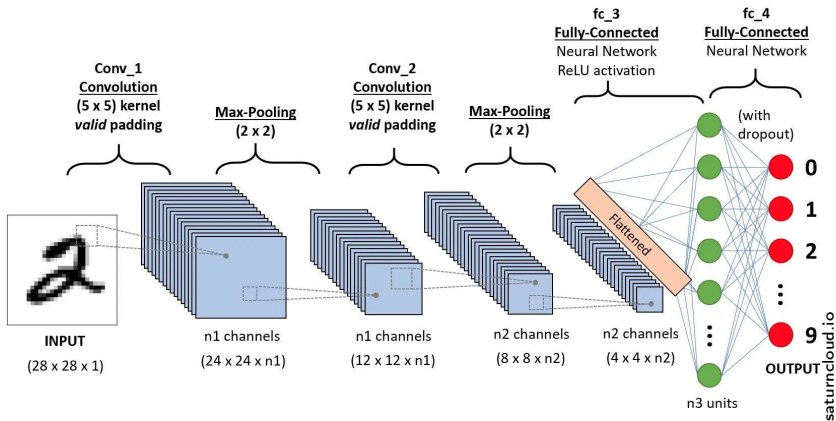 fc_3
Fully-Connected
Neural Network
ReLU activation
fc_4
Fully-Connected
Neural Network
Conv_1
Convolution
(5 x 5) kernel
valid padding
Max-Pooling
(2 x 2)
Conv_2
Convolution
(5 x 5) kernel
valid padding
Max-Pooling
(2 x 2)
(with
dropout)
Flattened
0
1
2
9
INPUT
(28 x 28 x 1)
n1 channels
(24 x 24 x n1)
n1 channels
(12 x 12 x n1)
n2 channels
(8 x 8 x n2)
n2 channels
(4 x 4 x n2)
OUTPUT
n3 units
saturncloud.io
2